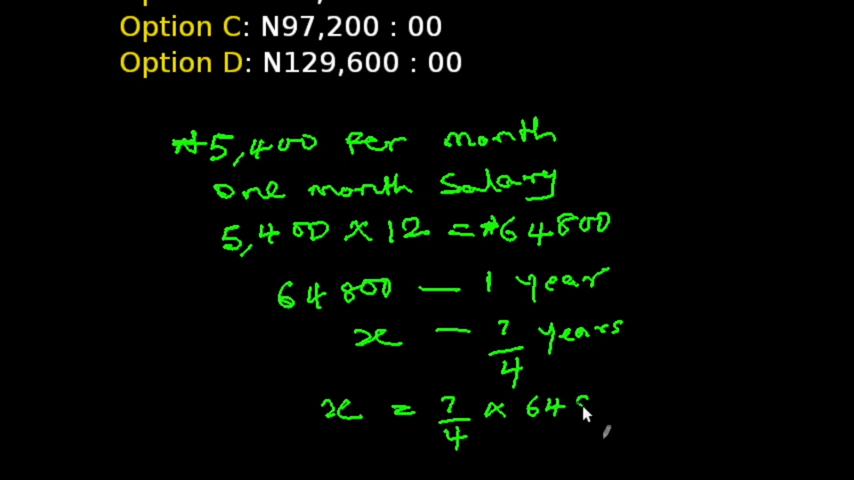 Option C: N97,200 : 00
Option D: N129,600 : 00
₦5,400 per month
one month salary
5,400 × 12 = ₦64800
64800 — 1 year
x — 7/4 years
x = 7/4 × 648